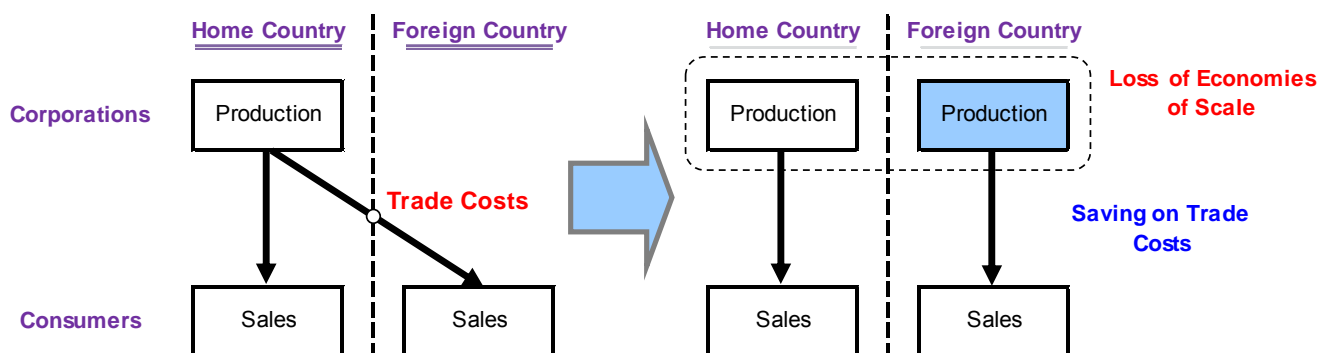 Home Country
Foreign Country
Home Country
Foreign Country
Corporations
Production
Production
Production
Loss of Economies
of Scale
Trade Costs
Saving on Trade
Costs
Consumers
Sales
Sales
Sales
Sales